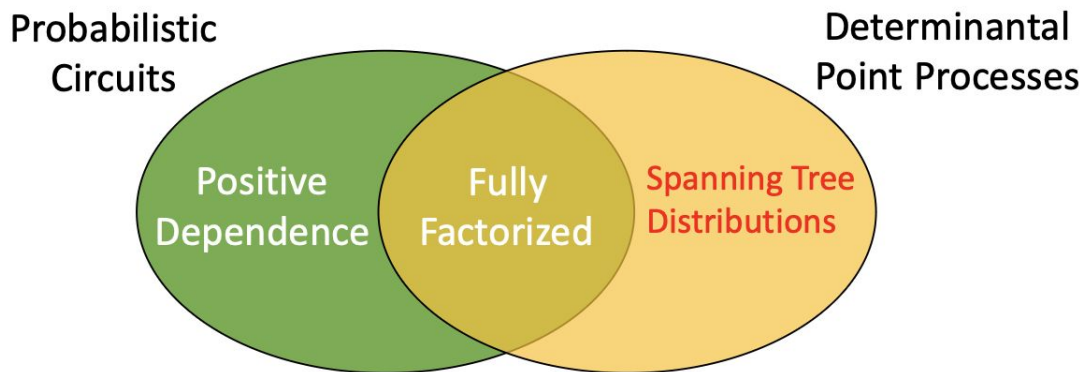 Probabilistic
Circuits
Determinantal
Point Processes
Positive
Dependence
Fully
Factorized
Spanning Tree
Distributions